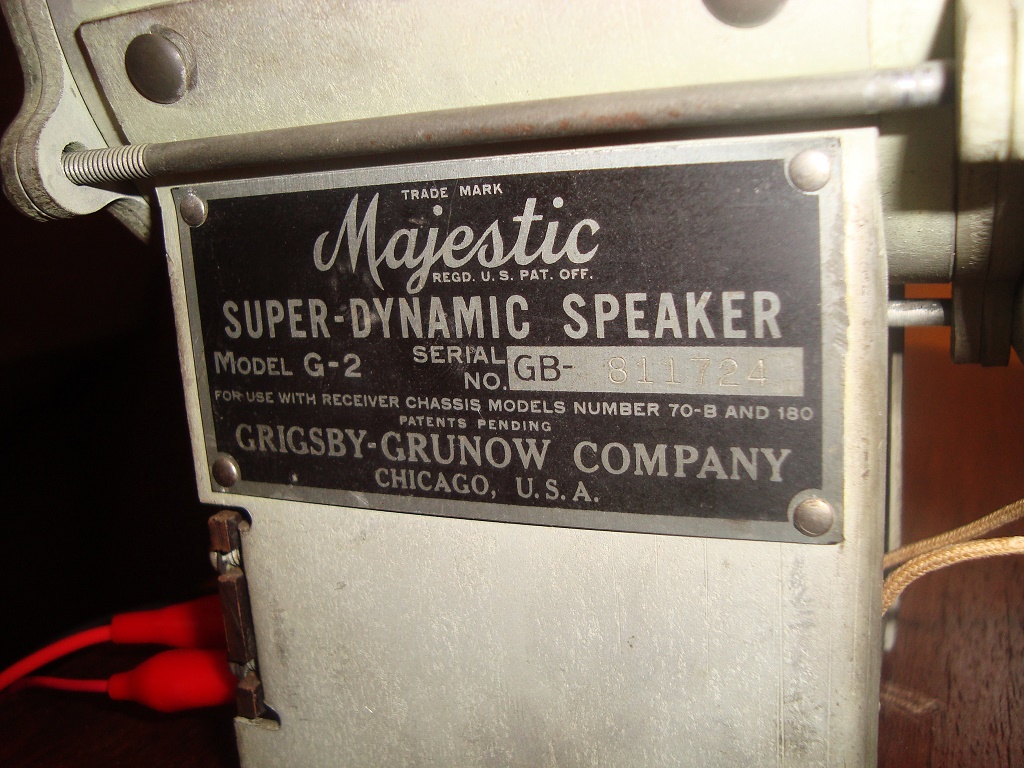 TRADE MARK
Majestic
REGD. U. S. PAT. OFF.
SUPER-DYNAMIC SPEAKER
MODEL G-2 SERIAL NO. GB- 811724
FOR USE WITH RECEIVER CHASSIS MODELS NUMBER 70-B AND 180
PATENTS PENDING
GRIGSBY-GRUNOW COMPANY
CHICAGO, U.S.A.